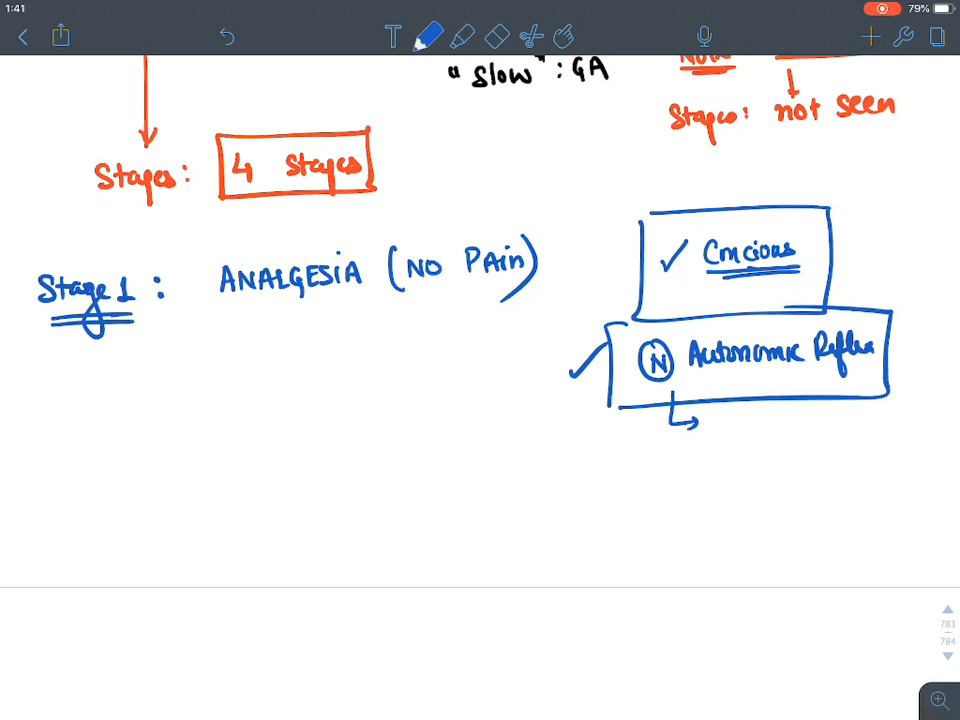 1:41
79%
T
"Slow" : GA
Stages: not seen
Stages: 4 Stages
Stage 1 : ANALGESIA (NO PAin)
✓ Concious
✓ N Autonomic Reflex
783
784